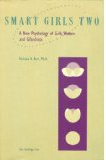 SMART GIRLS TWO
A New Psychology of Girls, Women
and Giftedness
Barbara A. Kerr, Ph.D.